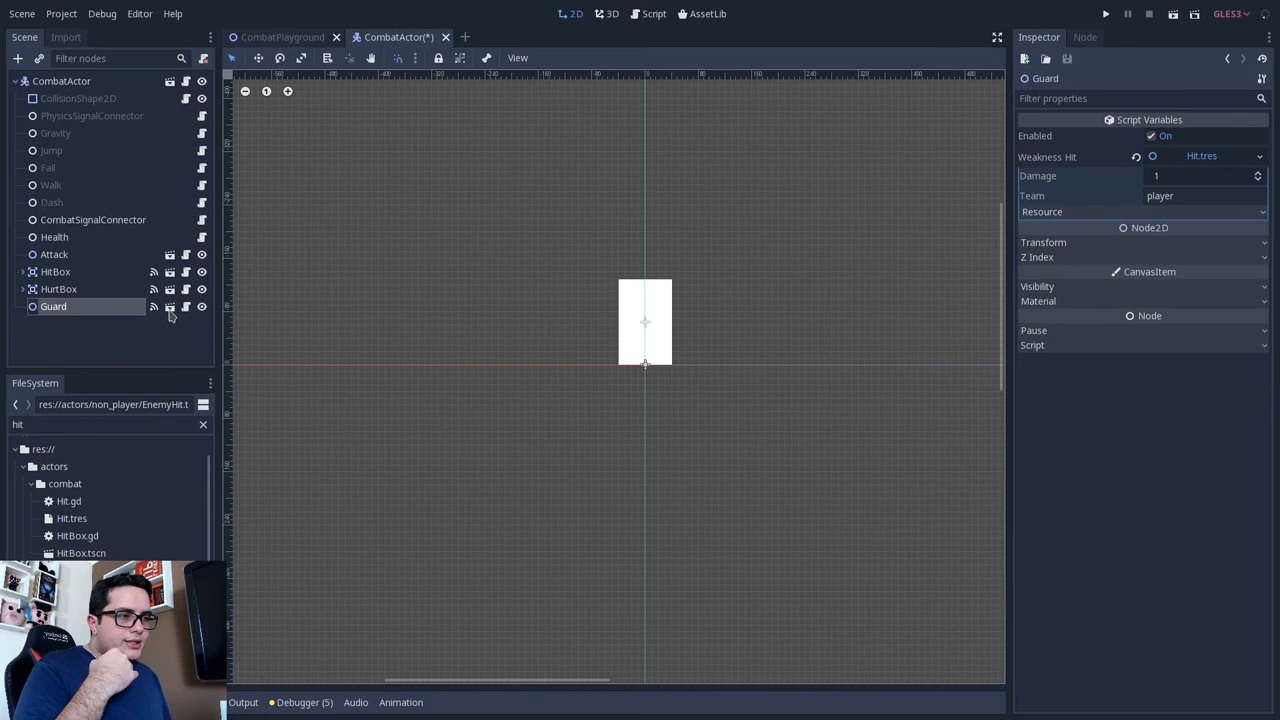 Scene Project Debug Editor Help
2D 3D Script AssetLib
GLES3
Scene Import
CombatPlayground CombatActor(*)
Inspector Node
Filter nodes
View
CombatActor
CollisionShape2D
PhysicsSignalConnector
Gravity
Jump
Fall
Walk
Dash
CombatSignalConnector
Health
Attack
HitBox
HurtBox
Guard
Guard
Filter properties
Script Variables
Enabled On
Weakness Hit Hit.tres
Damage 1
Team player
Resource
Node2D
Transform
Z Index
CanvasItem
Visibility
Material
Node
Pause
Script
FileSystem
res://actors/non_player/EnemyHit.t
hit
res://
actors
combat
Hit.gd
Hit.tres
HitBox.gd
HitBox.tscn
Output Debugger (5) Audio Animation